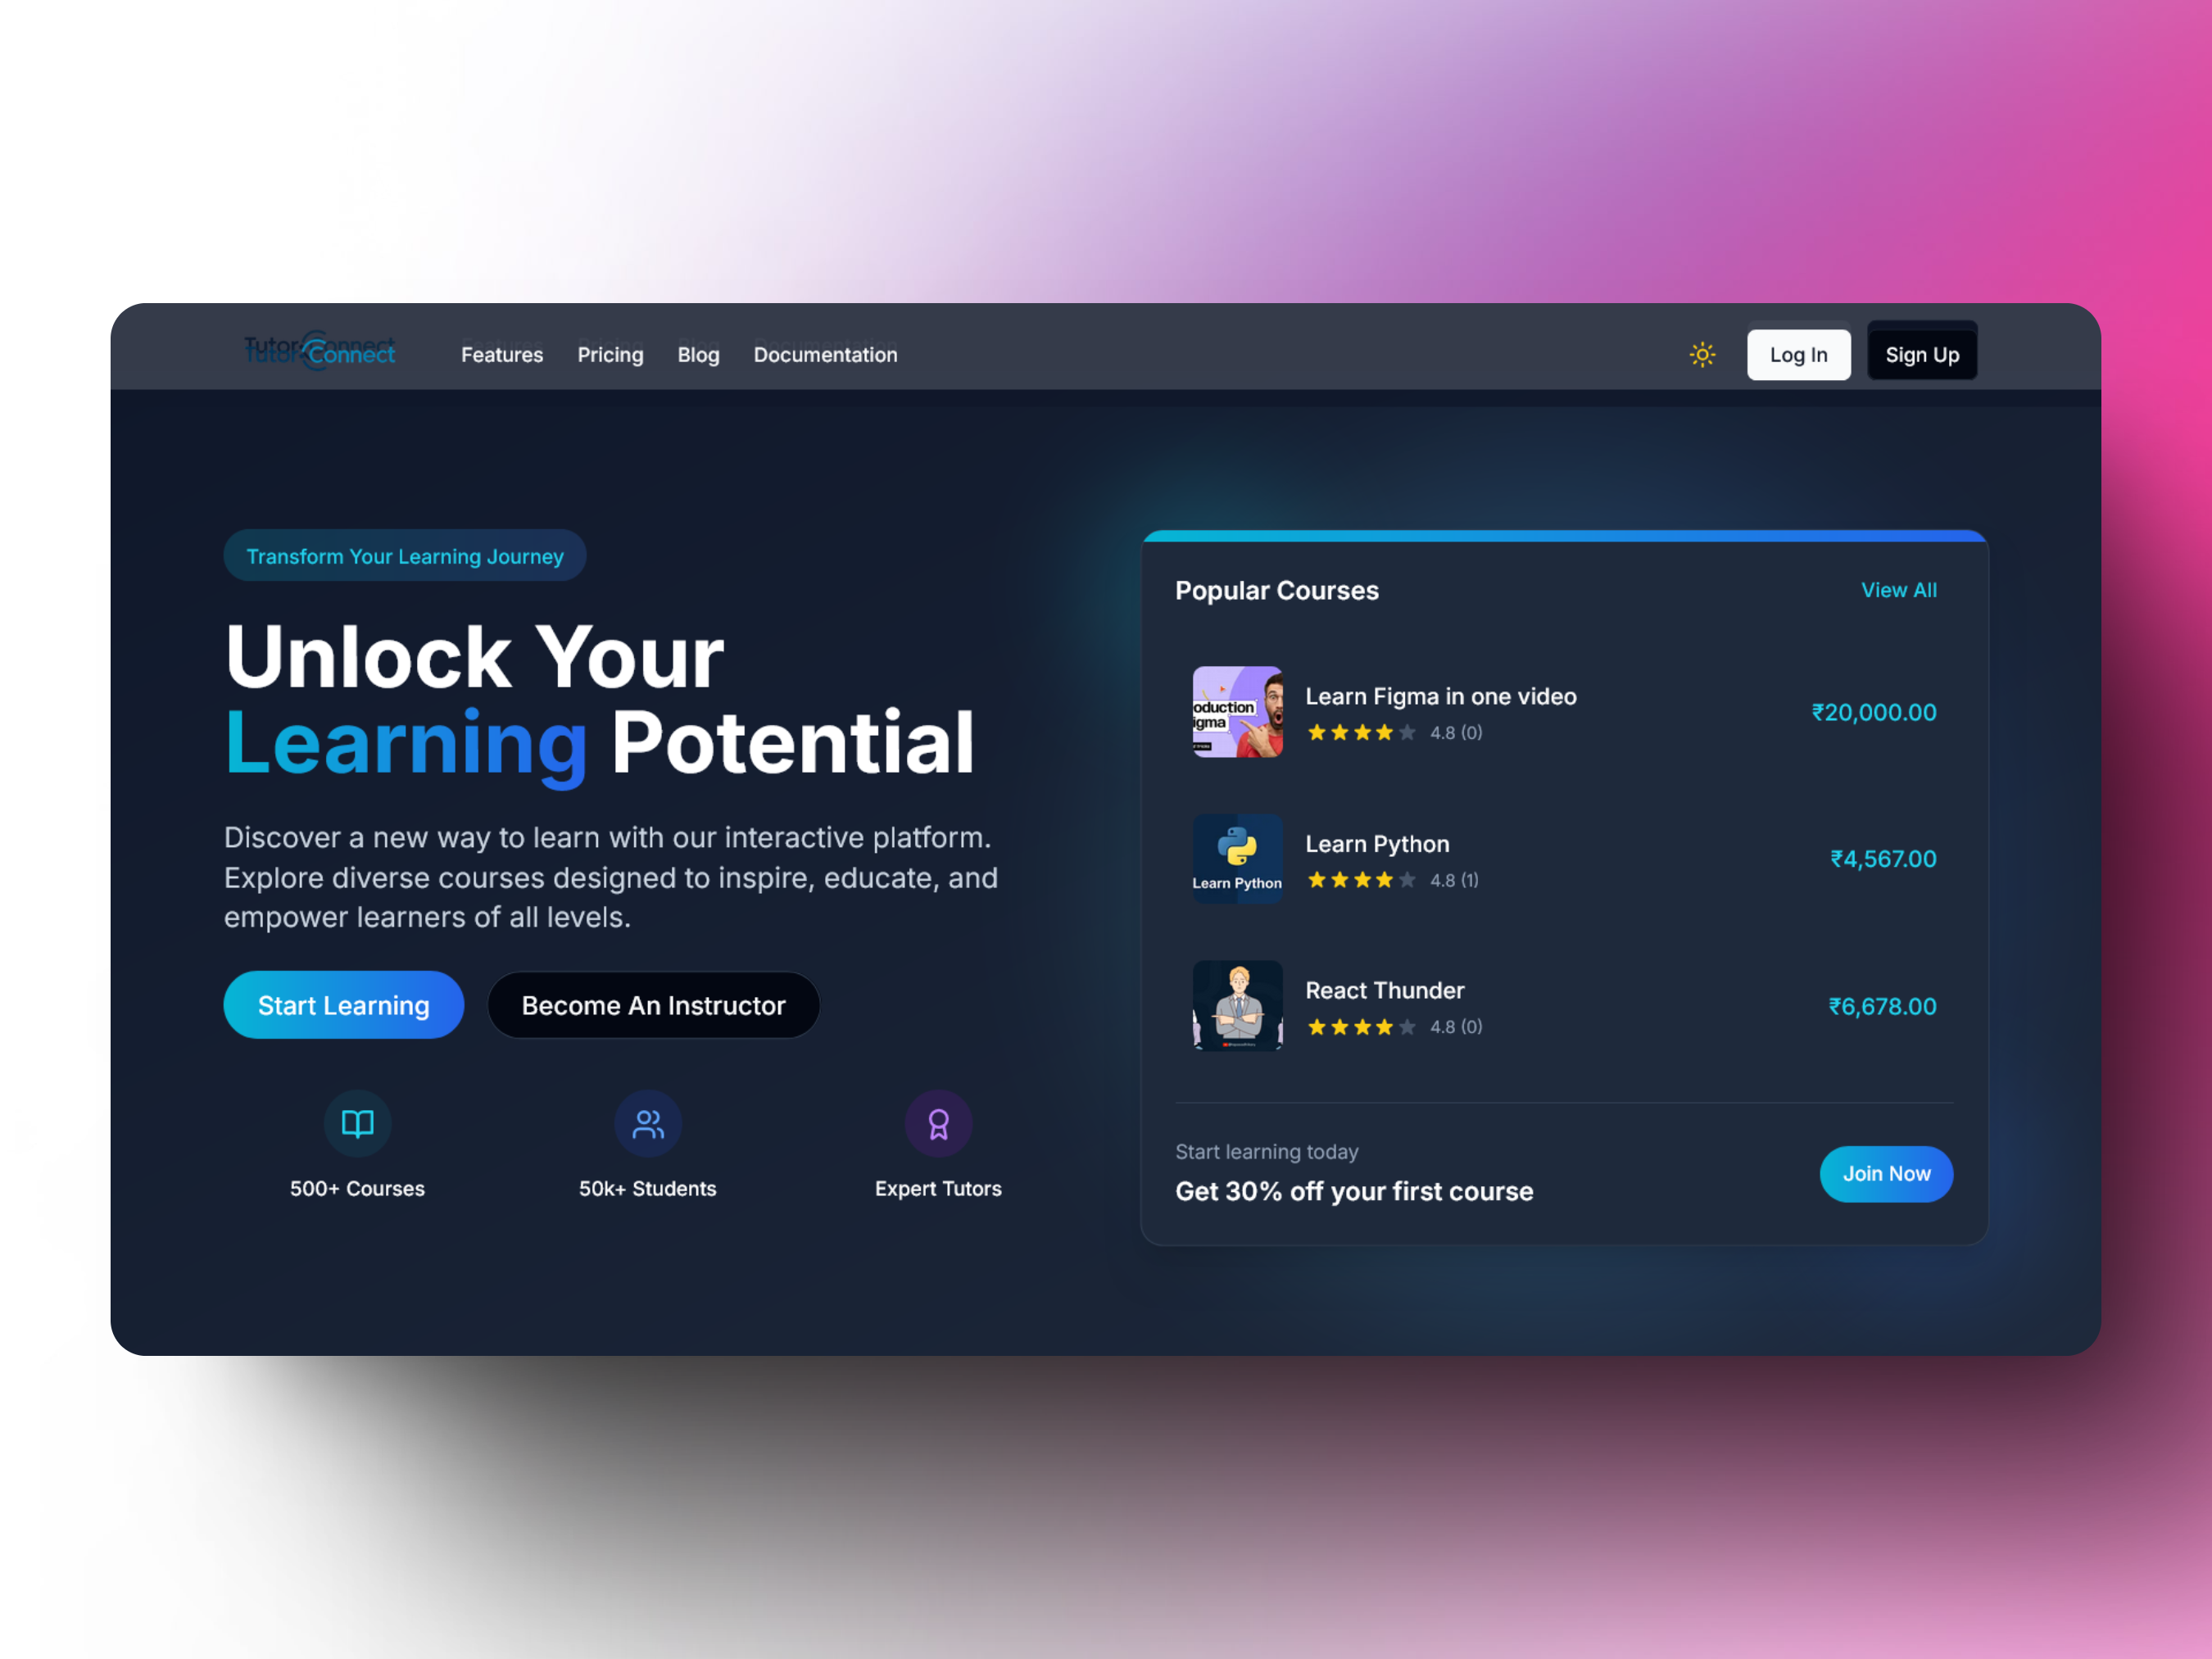 TutorConnect
Features Pricing Blog Documentation
Log In
Sign Up
Transform Your Learning Journey
Unlock Your
Learning Potential
Discover a new way to learn with our interactive platform.
Explore diverse courses designed to inspire, educate, and
empower learners of all levels.
Start Learning
Become An Instructor
500+ Courses
50k+ Students
Expert Tutors
Popular Courses
View All
oduction
igma
Learn Figma in one video
4.8 (0)
₹20,000.00
Learn Python
Learn Python
4.8 (1)
₹4,567.00
React Thunder
4.8 (0)
₹6,678.00
Start learning today
Get 30% off your first course
Join Now